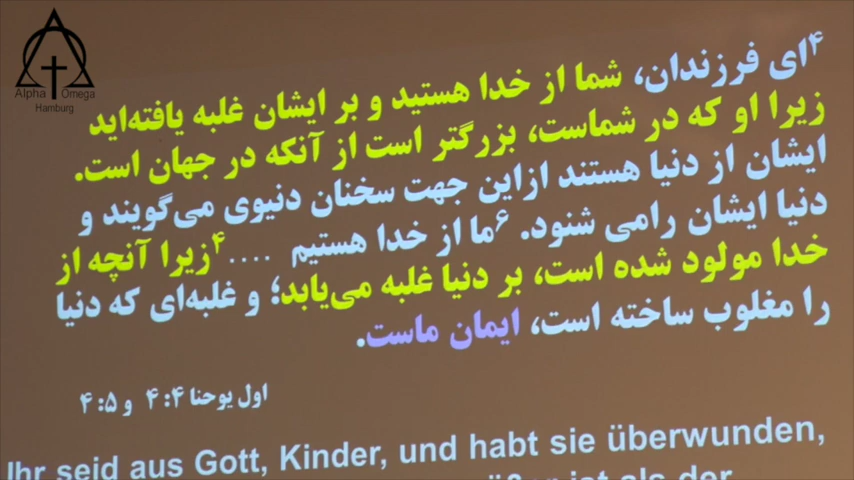 Alpha Omega
Hamburg
۴ای فرزندان، شما از خدا هستید و بر ایشان غلبه یافته‌اید
زیرا او که در شماست، بزرگتر است از آنکه در جهان است.
ایشان از دنیا هستند ازاین جهت سخنان دنیوی می‌گویند و
دنیا ایشان رامی شنود. ۶ما از خدا هستیم ....۴زیرا آنچه از
خدا مولود شده است، بر دنیا غلبه می‌یابد؛ و غلبه‌ای که دنیا
را مغلوب ساخته است، ایمان ماست.
اول یوحنا ۴:۴ و ۴:۵
Ihr seid aus Gott, Kinder, und habt sie überwunden,
ist als der